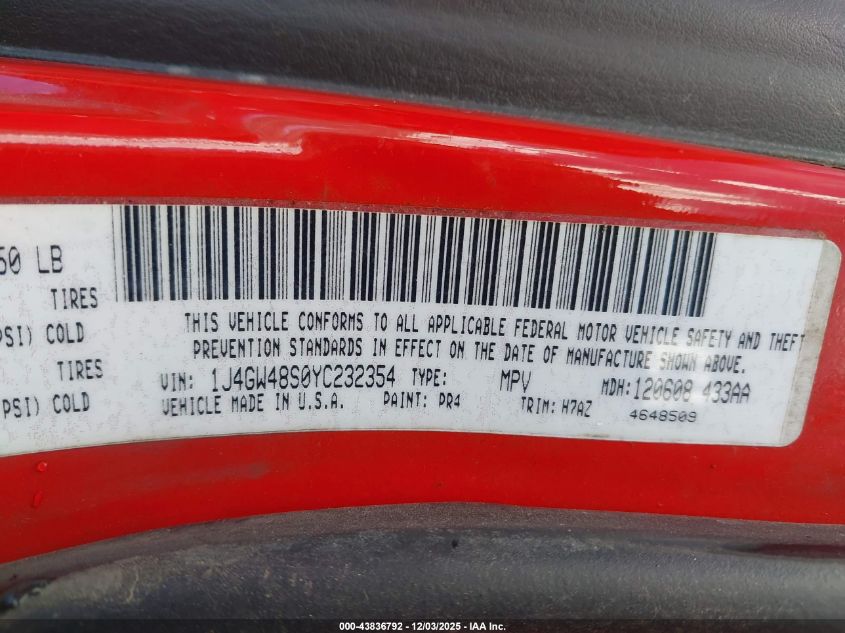 50 LB
TIRES
PSI) COLD
TIRES
PSI) COLD
THIS VEHICLE CONFORMS TO ALL APPLICABLE FEDERAL MOTOR VEHICLE SAFETY AND THEFT
PREVENTION STANDARDS IN EFFECT ON THE DATE OF MANUFACTURE SHOWN ABOVE.
VIN: 1J4GW48S0YC232354 TYPE: MPV MDH:120608 433AA
VEHICLE MADE IN U.S.A. PAINT: PR4 TRIM: H7AZ 4648509
000-43836792 - 12/03/2025 - IAA Inc.